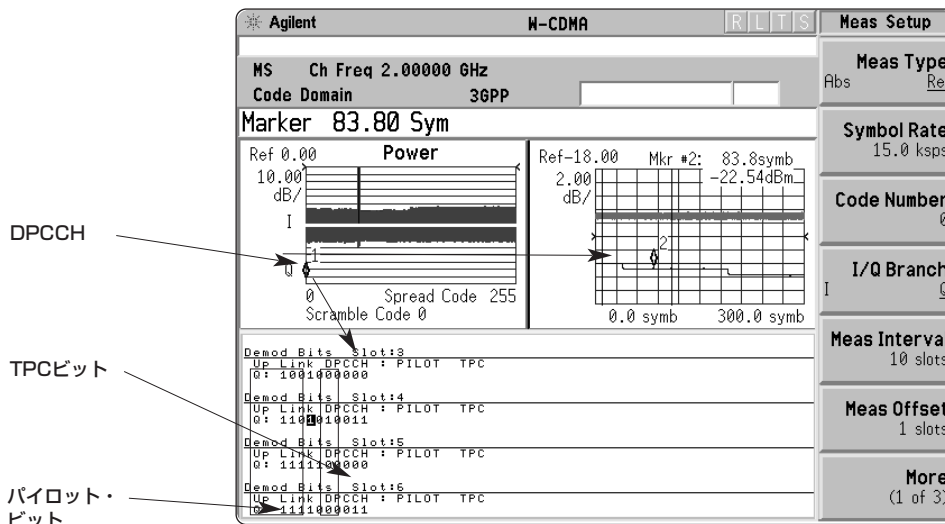 Agilent W-CDMA R L T S Meas Setup
MS Ch Freq 2.00000 GHz
Code Domain 3GPP
Marker 83.80 Sym
Ref 0.00 Power
10.00
dB/
I
Q
1
0 Spread Code 255
Scramble Code 0
Ref-18.00 Mkr #2: 83.8symb
2.00 -22.54dBm
dB/
2
0.0 symb 300.0 symb
Meas Type
Abs Re
Symbol Rate
15.0 ksps
Code Number
0
I/Q Branch
I Q
Meas Interva
10 slots
Meas Offset
1 slots
More
(1 of 3)
DPCCH
TPCビット
パイロット・
ビット
Demod Bits Slot:3
Up Link DPCCH : PILOT TPC
Q: 1001000000
Demod Bits Slot:4
Up Link DPCCH : PILOT TPC
Q: 1101010011
Demod Bits Slot:5
Up Link DPCCH : PILOT TPC
Q: 1111100000
Demod Bits Slot:6
Up Link DPCCH : PILOT TPC
Q: 1111000011